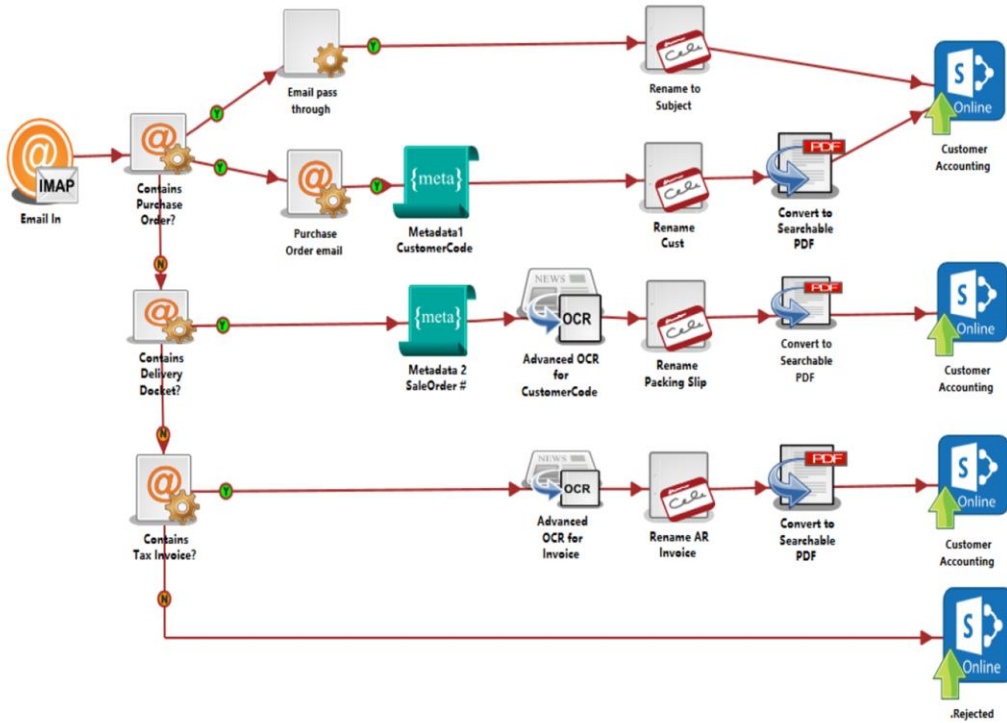 Email pass
through
Y
Rename to
Subject
S
Online
Customer
Accounting
@
IMAP
Email In
@
Contains
Purchase
Order?
Y
Y
@
Purchase
Order email
Y
{meta}
Metadata1
CustomerCode
Rename
Cust
PDF
Convert to
Searchable
PDF
N
@
Contains
Delivery
Docket?
Y
{meta}
Metadata 2
SaleOrder #
NEWS
OCR
Advanced OCR
for
CustomerCode
Rename
Packing Slip
PDF
Convert to
Searchable
PDF
S
Online
Customer
Accounting
N
@
Contains
Tax Invoice?
Y
NEWS
OCR
Advanced
OCR for
Invoice
Rename AR
Invoice
PDF
Convert to
Searchable
PDF
S
Online
Customer
Accounting
N
S
Online
.Rejected